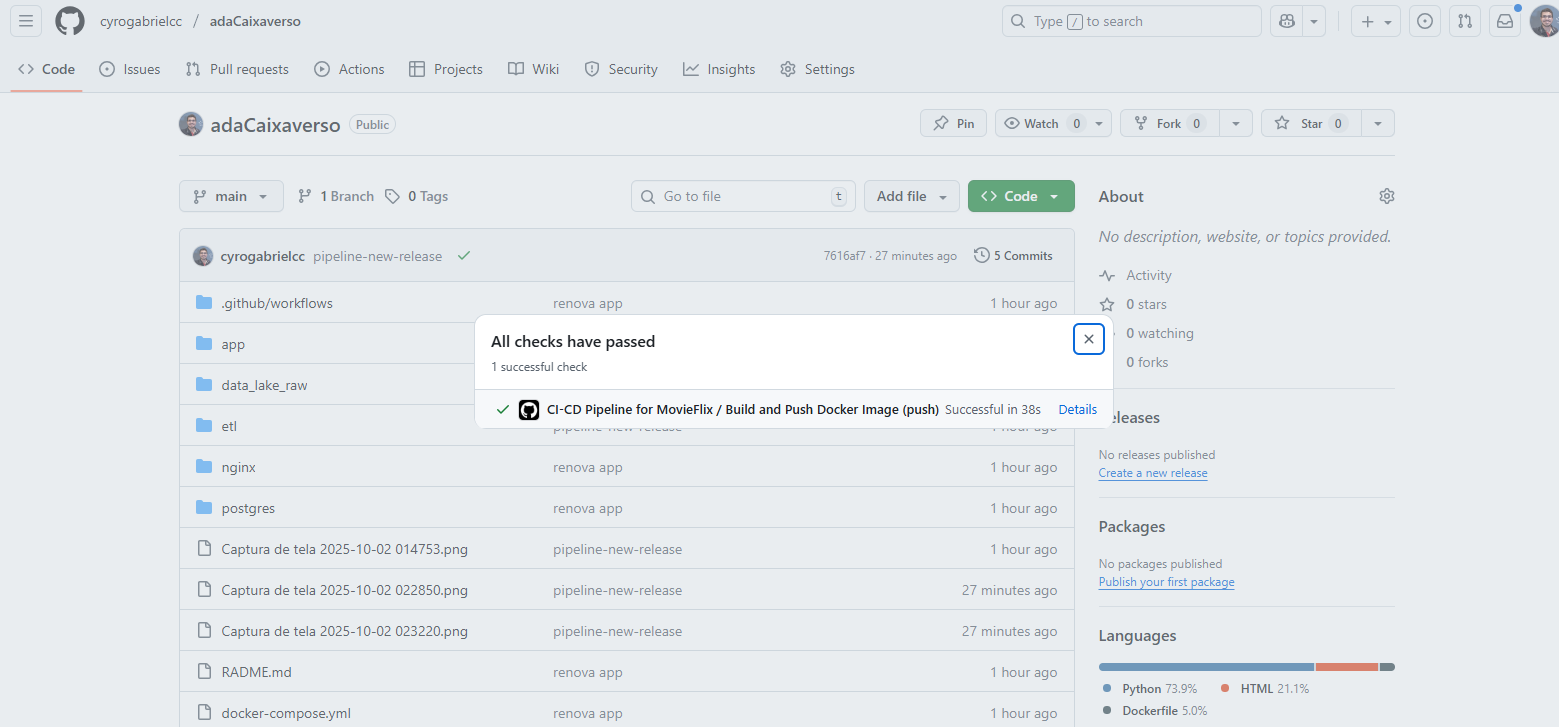 cyrogabrielcc / adaCaixaverso
Type / to search
Code Issues Pull requests Actions Projects Wiki Security Insights Settings
adaCaixaverso Public
Pin Watch 0 Fork 0 Star 0
main 1 Branch 0 Tags
Go to file t Add file Code
cyrogabrielcc pipeline-new-release 7616af7 · 27 minutes ago 5 Commits
.github/workflows renova app 1 hour ago
app
data_lake_raw
etl pipeline-new-release 1 hour ago
nginx renova app 1 hour ago
postgres renova app 1 hour ago
Captura de tela 2025-10-02 014753.png pipeline-new-release 1 hour ago
Captura de tela 2025-10-02 022850.png pipeline-new-release 27 minutes ago
Captura de tela 2025-10-02 023220.png pipeline-new-release 27 minutes ago
RADME.md renova app 1 hour ago
docker-compose.yml renova app 1 hour ago
All checks have passed
1 successful check
CI-CD Pipeline for MovieFlix / Build and Push Docker Image (push) Successful in 38s Details
About
No description, website, or topics provided.
Activity
0 stars
0 watching
0 forks
Releases
No releases published
Create a new release
Packages
No packages published
Publish your first package
Languages
Python 73.9% HTML 21.1%
Dockerfile 5.0%